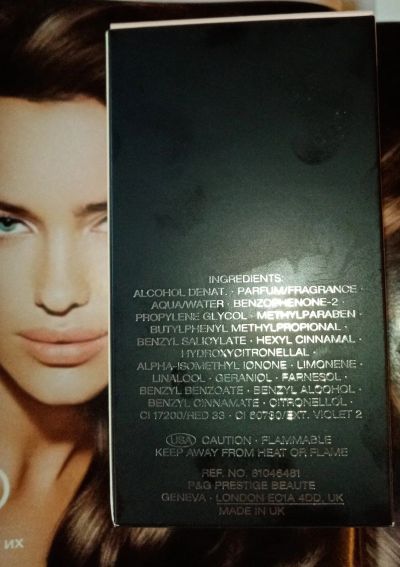 INGREDIENTS:
ALCOHOL DENAT. · PARFUM/FRAGRANCE ·
AQUA/WATER · BENZOPHENONE-2 ·
PROPYLENE GLYCOL · METHYLPARABEN ·
BUTYLPHENYL METHYLPROPIONAL ·
BENZYL SALICYLATE · HEXYL CINNAMAL ·
HYDROXYCITRONELLAL ·
ALPHA-ISOMETHYL IONONE · LIMONENE ·
LINALOOL · GERANIOL · FARNESOL ·
BENZYL BENZOATE · BENZYL ALCOHOL ·
BENZYL CINNAMATE · CITRONELLOL ·
CI 17200/RED 33 · CI 60730/EXT. VIOLET 2
USA CAUTION · FLAMMABLE
KEEP AWAY FROM HEAT OR FLAME
REF. NO. 81046481
P&G PRESTIGE BEAUTE
GENEVA · LONDON EC1A 4DD, UK
MADE IN UK
ИХ